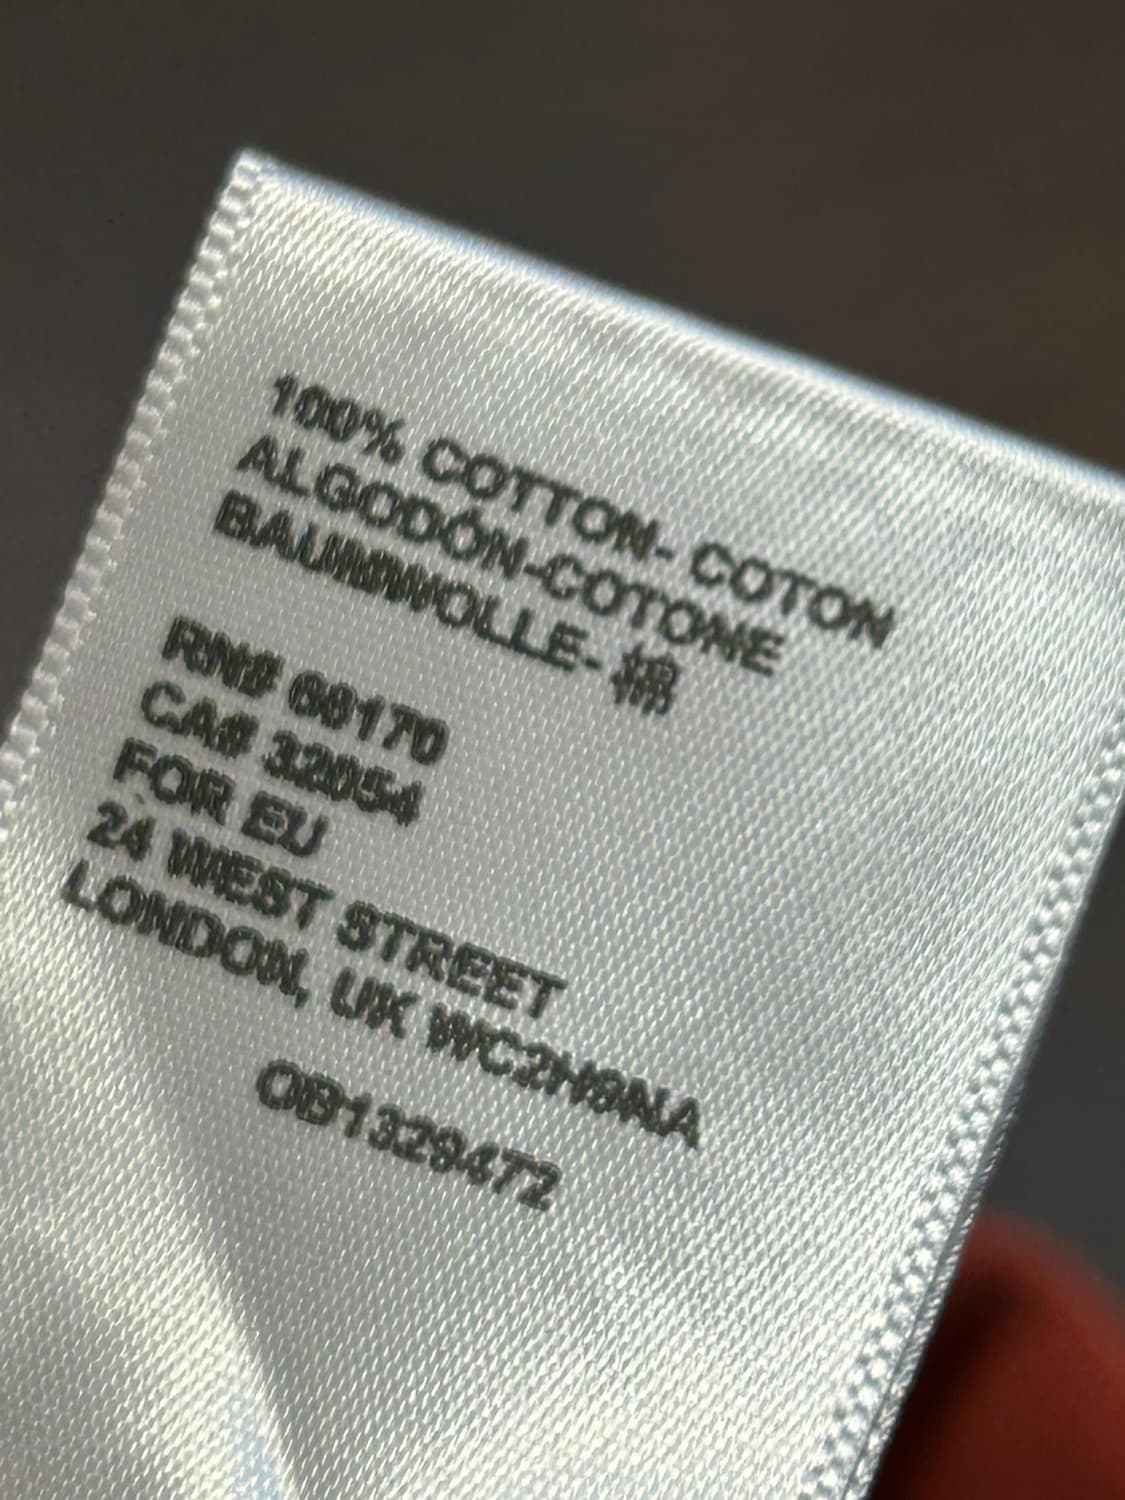 100% COTTON- COTON
ALGODÓN-COTONE
BAUMWOLLE- 棉
RN# 66170
CA# 32054
FOR EU
24 WEST STREET
LONDON, UK WC2H9NA
OB1329472